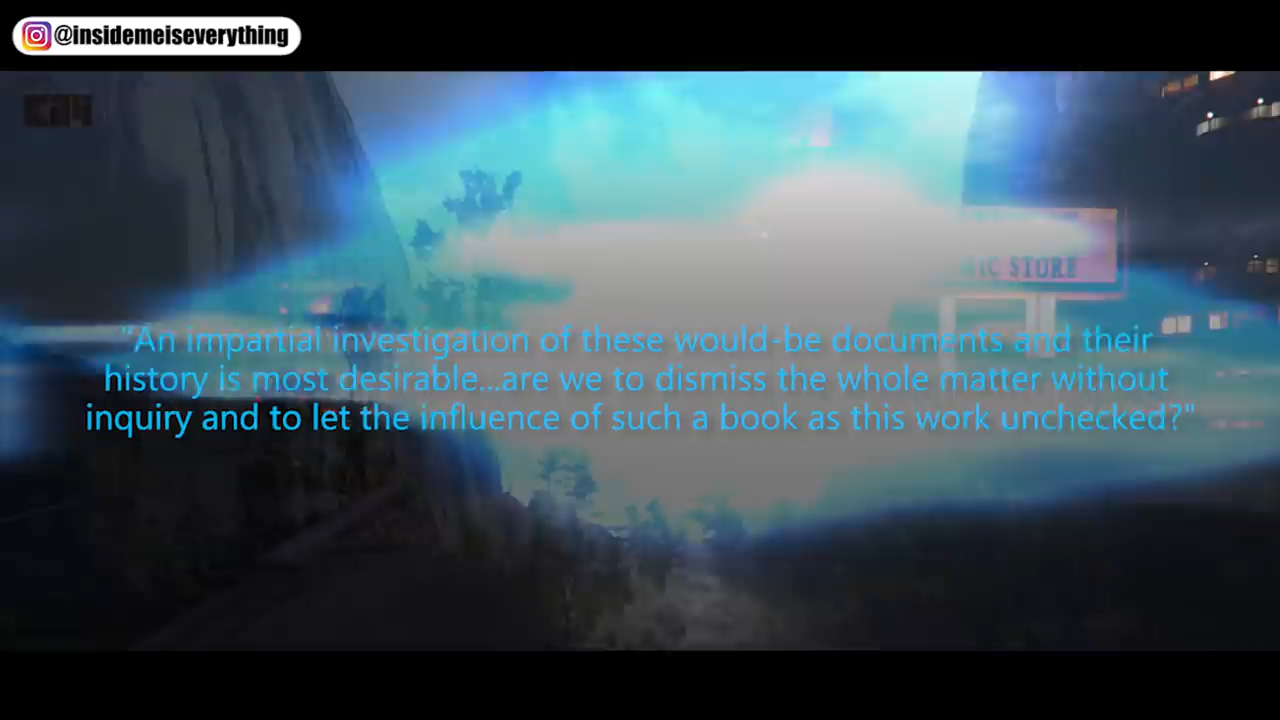 @insidemeiseverything
IC STORE
"An impartial investigation of these would-be documents and their
history is most desirable...are we to dismiss the whole matter without
inquiry and to let the influence of such a book as this work unchecked?"